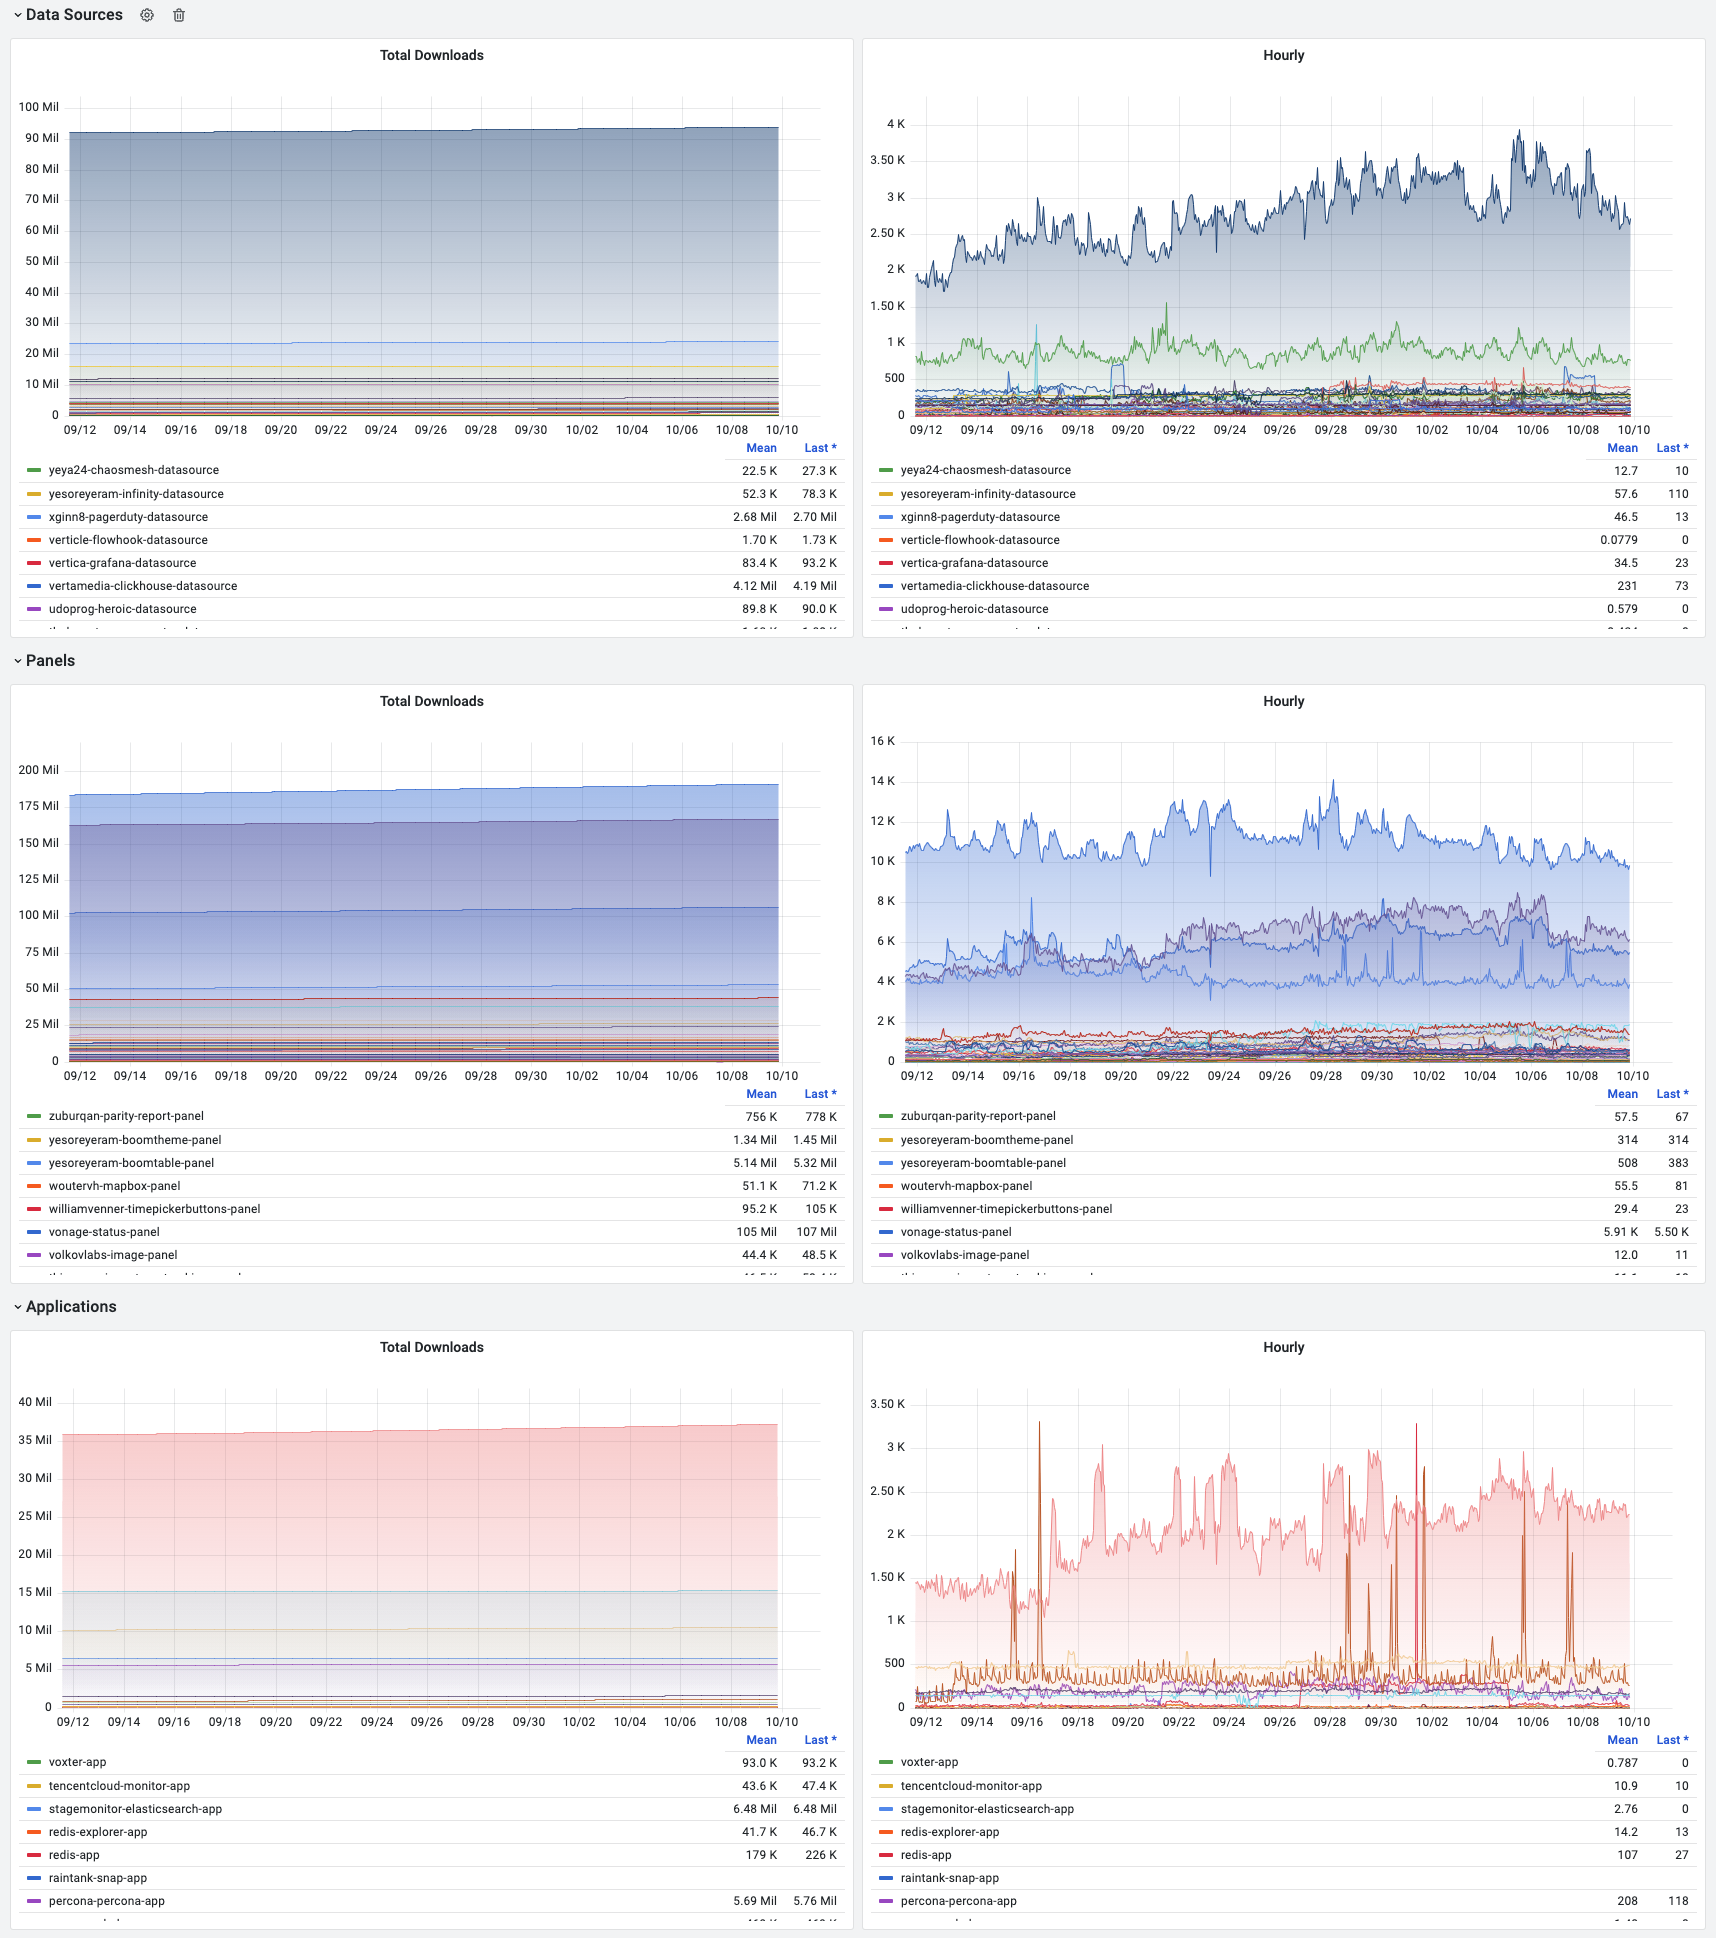 Data Sources
Total Downloads
100 Mil
90 Mil
80 Mil
70 Mil
60 Mil
50 Mil
40 Mil
30 Mil
20 Mil
10 Mil
0
09/12 09/14 09/16 09/18 09/20 09/22 09/24 09/26 09/28 09/30 10/02 10/04 10/06 10/08 10/10
Mean Last *
yeya24-chaosmesh-datasource 22.5 K 27.3 K
yesoreyeram-infinity-datasource 52.3 K 78.3 K
xginn8-pagerduty-datasource 2.68 Mil 2.70 Mil
verticle-flowhook-datasource 1.70 K 1.73 K
vertica-grafana-datasource 83.4 K 93.2 K
vertamedia-clickhouse-datasource 4.12 Mil 4.19 Mil
udoprog-heroic-datasource 89.8 K 90.0 K
Hourly
4 K
3.50 K
3 K
2.50 K
2 K
1.50 K
1 K
500
0
09/12 09/14 09/16 09/18 09/20 09/22 09/24 09/26 09/28 09/30 10/02 10/04 10/06 10/08 10/10
Mean Last *
yeya24-chaosmesh-datasource 12.7 10
yesoreyeram-infinity-datasource 57.6 110
xginn8-pagerduty-datasource 46.5 13
verticle-flowhook-datasource 0.0779 0
vertica-grafana-datasource 34.5 23
vertamedia-clickhouse-datasource 231 73
udoprog-heroic-datasource 0.579 0
Panels
Total Downloads
200 Mil
175 Mil
150 Mil
125 Mil
100 Mil
75 Mil
50 Mil
25 Mil
0
09/12 09/14 09/16 09/18 09/20 09/22 09/24 09/26 09/28 09/30 10/02 10/04 10/06 10/08 10/10
Mean Last *
zuburqan-parity-report-panel 756 K 778 K
yesoreyeram-boomtheme-panel 1.34 Mil 1.45 Mil
yesoreyeram-boomtable-panel 5.14 Mil 5.32 Mil
woutervh-mapbox-panel 51.1 K 71.2 K
williamvenner-timepickerbuttons-panel 95.2 K 105 K
vonage-status-panel 105 Mil 107 Mil
volkovlabs-image-panel 44.4 K 48.5 K
Hourly
16 K
14 K
12 K
10 K
8 K
6 K
4 K
2 K
0
09/12 09/14 09/16 09/18 09/20 09/22 09/24 09/26 09/28 09/30 10/02 10/04 10/06 10/08 10/10
Mean Last *
zuburqan-parity-report-panel 57.5 67
yesoreyeram-boomtheme-panel 314 314
yesoreyeram-boomtable-panel 508 383
woutervh-mapbox-panel 55.5 81
williamvenner-timepickerbuttons-panel 29.4 23
vonage-status-panel 5.91 K 5.50 K
volkovlabs-image-panel 12.0 11
Applications
Total Downloads
40 Mil
35 Mil
30 Mil
25 Mil
20 Mil
15 Mil
10 Mil
5 Mil
0
09/12 09/14 09/16 09/18 09/20 09/22 09/24 09/26 09/28 09/30 10/02 10/04 10/06 10/08 10/10
Mean Last *
voxter-app 93.0 K 93.2 K
tencentcloud-monitor-app 43.6 K 47.4 K
stagemonitor-elasticsearch-app 6.48 Mil 6.48 Mil
redis-explorer-app 41.7 K 46.7 K
redis-app 179 K 226 K
raintank-snap-app
percona-percona-app 5.69 Mil 5.76 Mil
Hourly
3.50 K
3 K
2.50 K
2 K
1.50 K
1 K
500
0
09/12 09/14 09/16 09/18 09/20 09/22 09/24 09/26 09/28 09/30 10/02 10/04 10/06 10/08 10/10
Mean Last *
voxter-app 0.787 0
tencentcloud-monitor-app 10.9 10
stagemonitor-elasticsearch-app 2.76 0
redis-explorer-app 14.2 13
redis-app 107 27
raintank-snap-app
percona-percona-app 208 118